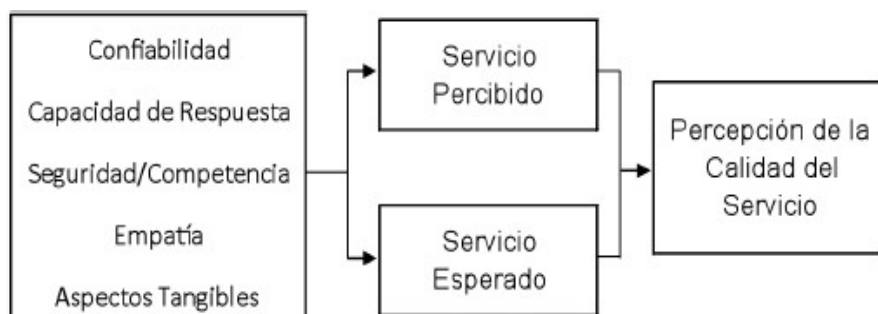 Confiabilidad
Capacidad de Respuesta
Seguridad/Competencia
Empatía
Aspectos Tangibles
Servicio
Percibido
Servicio
Esperado
Percepción de la
Calidad del
Servicio